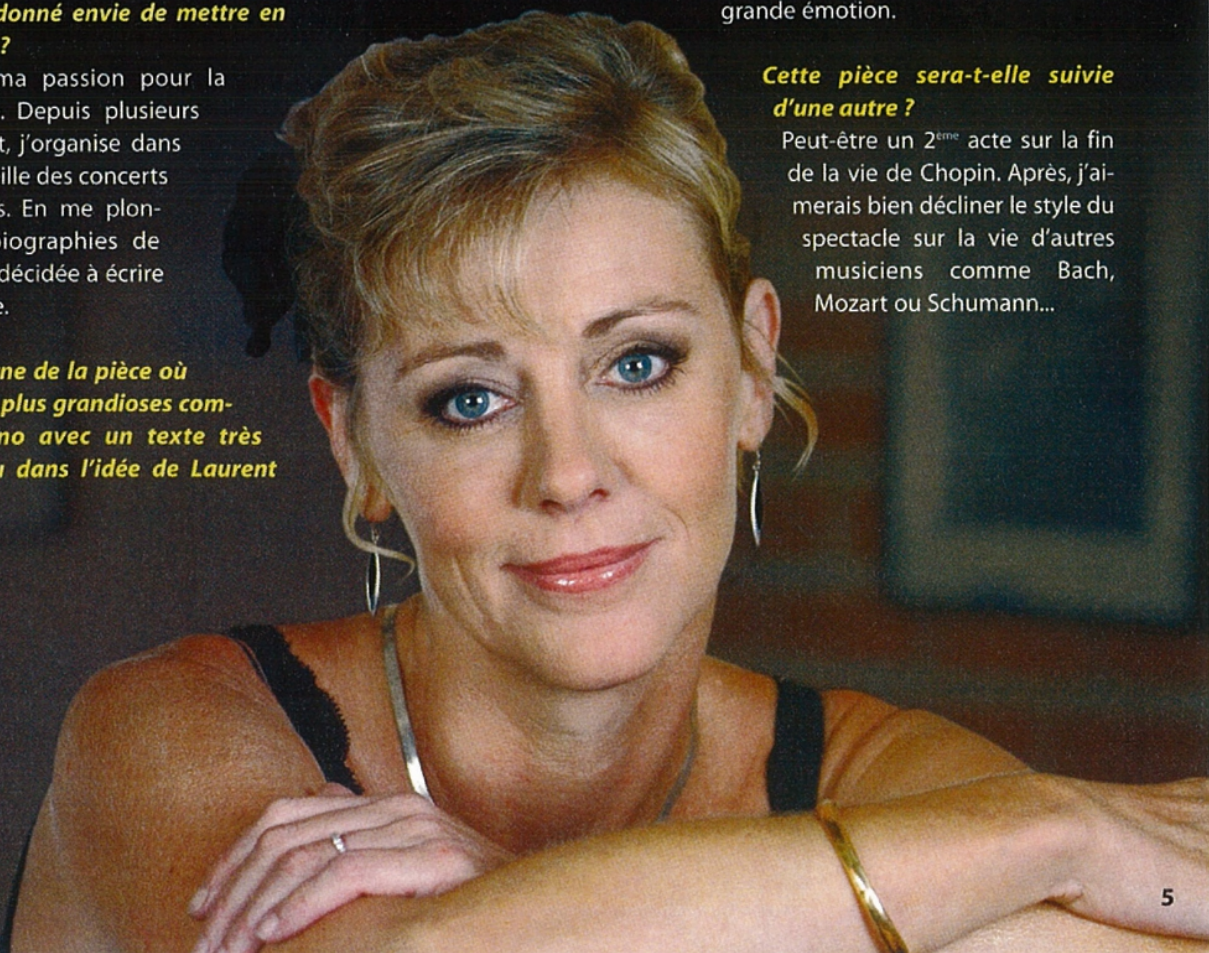 donné envie de mettre en
?
ma passion pour la
. Depuis plusieurs
t, j'organise dans
ille des concerts
s. En me plon-
biographies de
décidée à écrire
e.
ne de la pièce où
plus grandioses com-
no avec un texte très
u dans l'idée de Laurent
grande émotion.
Cette pièce sera-t-elle suivie
d'une autre ?
Peut-être un 2ème acte sur la fin
de la vie de Chopin. Après, j'ai-
merais bien décliner le style du
spectacle sur la vie d'autres
musiciens comme Bach,
Mozart ou Schumann...
5